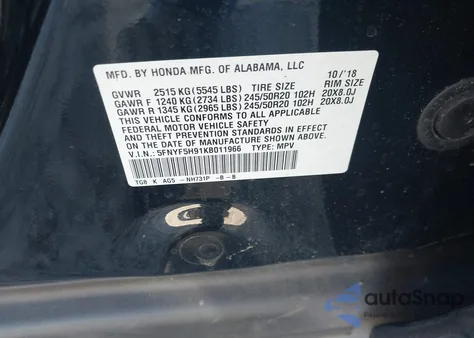 MFD. BY HONDA MFG. OF ALABAMA, LLC 10/'18
GVWR 2515 KG (5545 LBS) TIRE SIZE RIM SIZE
GAWR F 1240 KG (2734 LBS) 245/50R20 102H 20X8.0J
GAWR R 1345 KG (2965 LBS) 245/50R20 102H 20X8.0J
THIS VEHICLE CONFORMS TO ALL APPLICABLE
FEDERAL MOTOR VEHICLE SAFETY, BUMPER,
AND THEFT PREVENTION STANDARDS IN EFFECT
ON THE DATE OF MANUFACTURE SHOWN ABOVE.
V.I.N.: 5FNYF5H91KB011966 TYPE: MPV
TG8 K AG5 - NH731P -B - B
autoSnap